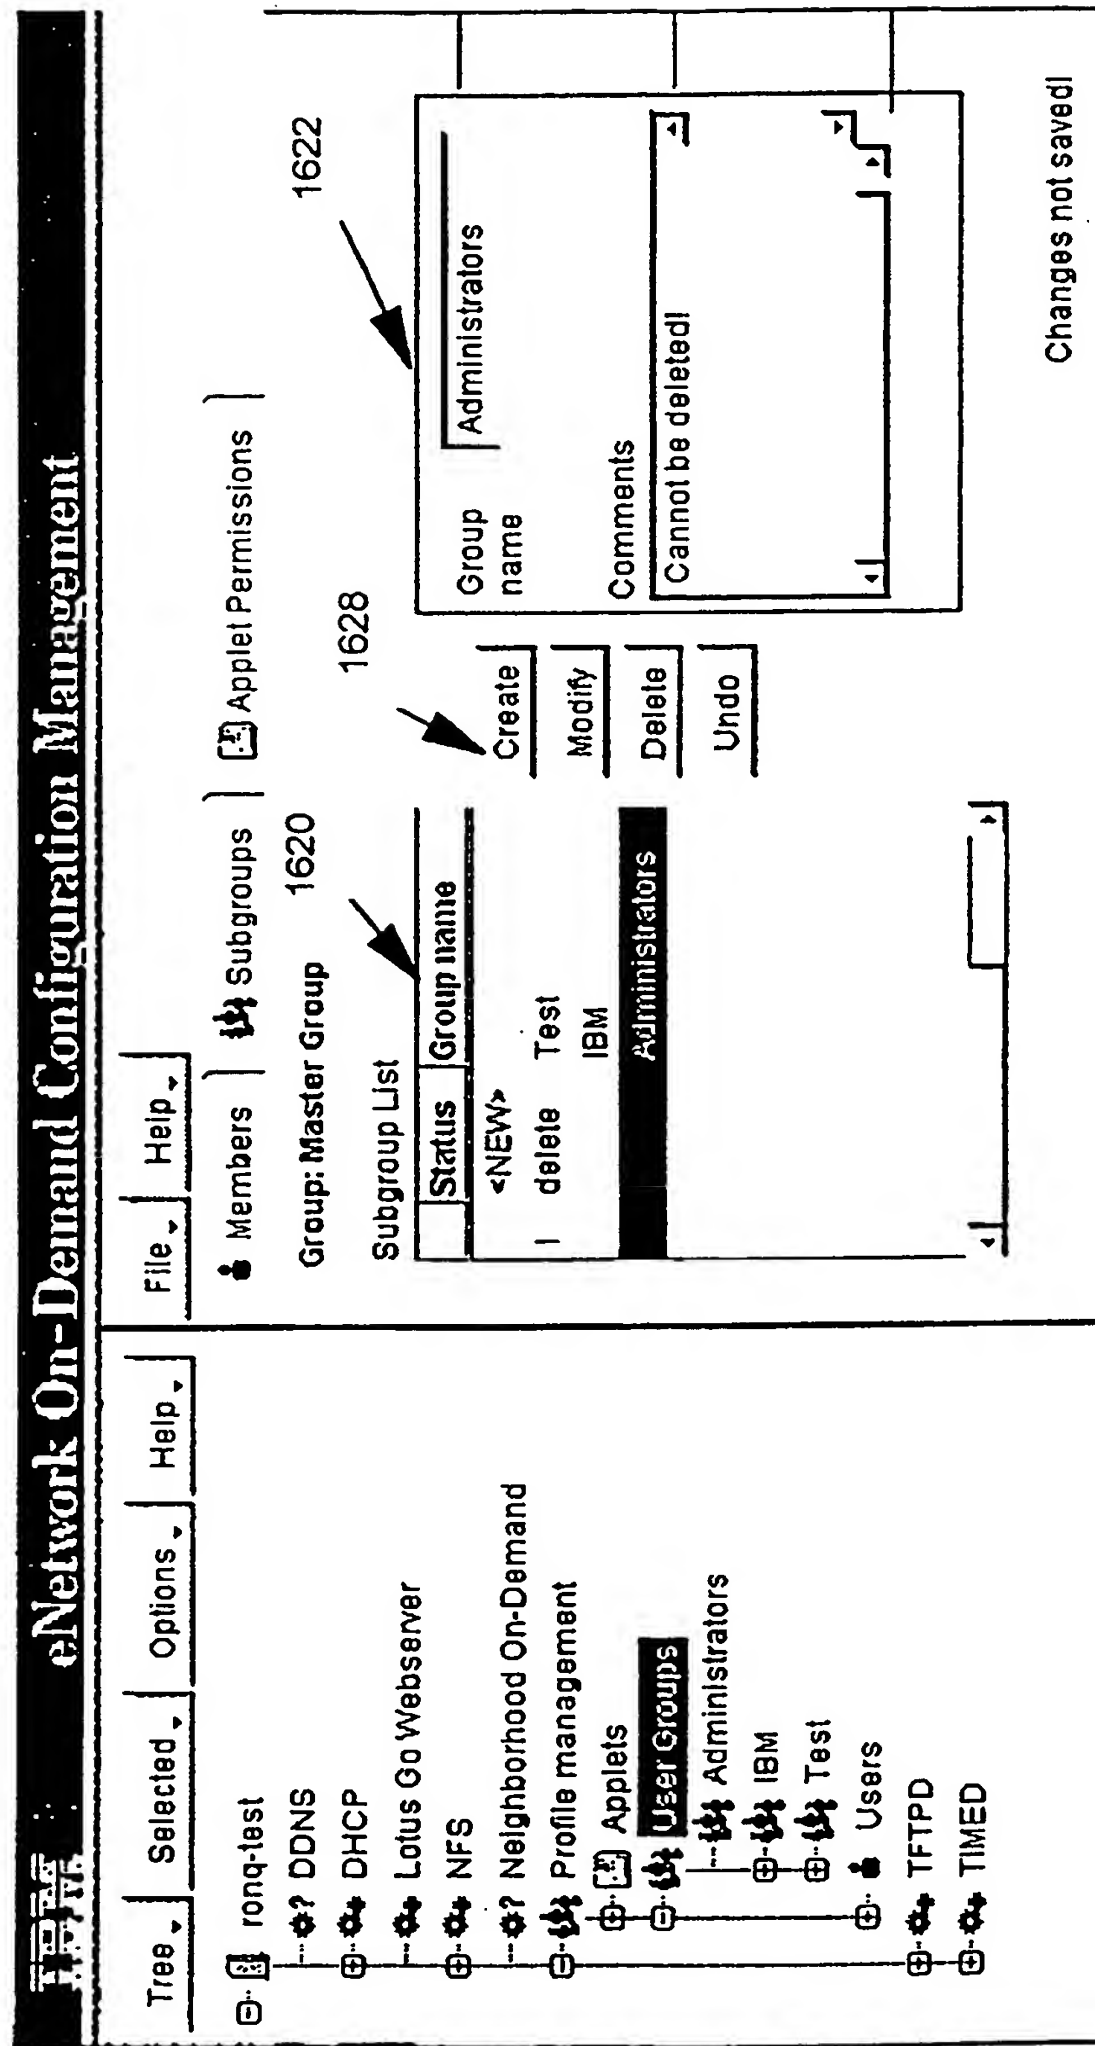 IBM eNetwork On-Demand Configuration Management
Tree Selected Options Help
ronq-test
? DDNS
DHCP
Lotus Go Webserver
NFS
? Neighborhood On-Demand
Profile management
Applets
User Groups
Administrators
IBM
Test
Users
TFTPD
TIMED
File Help
Members Subgroups Applet Permissions
Group: Master Group
1620
1628
1622
Subgroup List
Status Group name
<NEW>
I delete Test
IBM
Administrators
Create
Modify
Delete
Undo
Group
name
Administrators
Comments
Cannot be deleted!
Changes not saved!